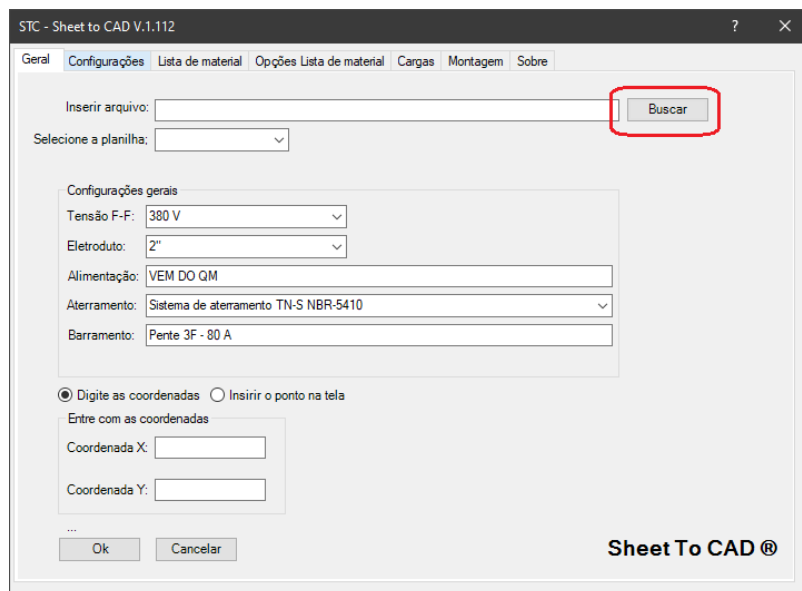 STC - Sheet to CAD V.1.112 ? X
Geral Configurações Lista de material Opções Lista de material Cargas Montagem Sobre
Inserir arquivo: Buscar
Selecione a planilha;
Configurações gerais
Tensão F-F: 380 V
Eletroduto: 2"
Alimentação: VEM DO QM
Aterramento: Sistema de aterramento TN-S NBR-5410
Barramento: Pente 3F - 80 A
Digite as coordenadas Insirir o ponto na tela
Entre com as coordenadas
Coordenada X:
Coordenada Y:
...
Ok Cancelar Sheet To CAD ®